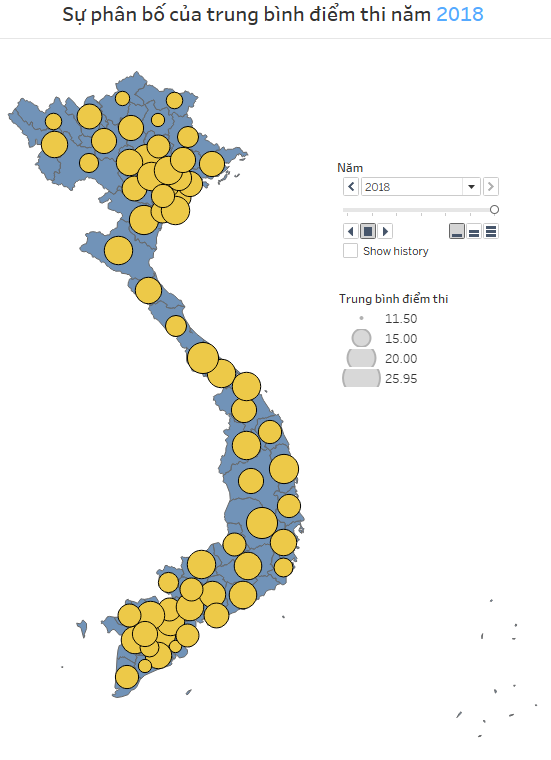 Sự phân bố của trung bình điểm thi năm 2018
Năm
2018
Show history
Trung bình điểm thi
11.50
15.00
20.00
25.95